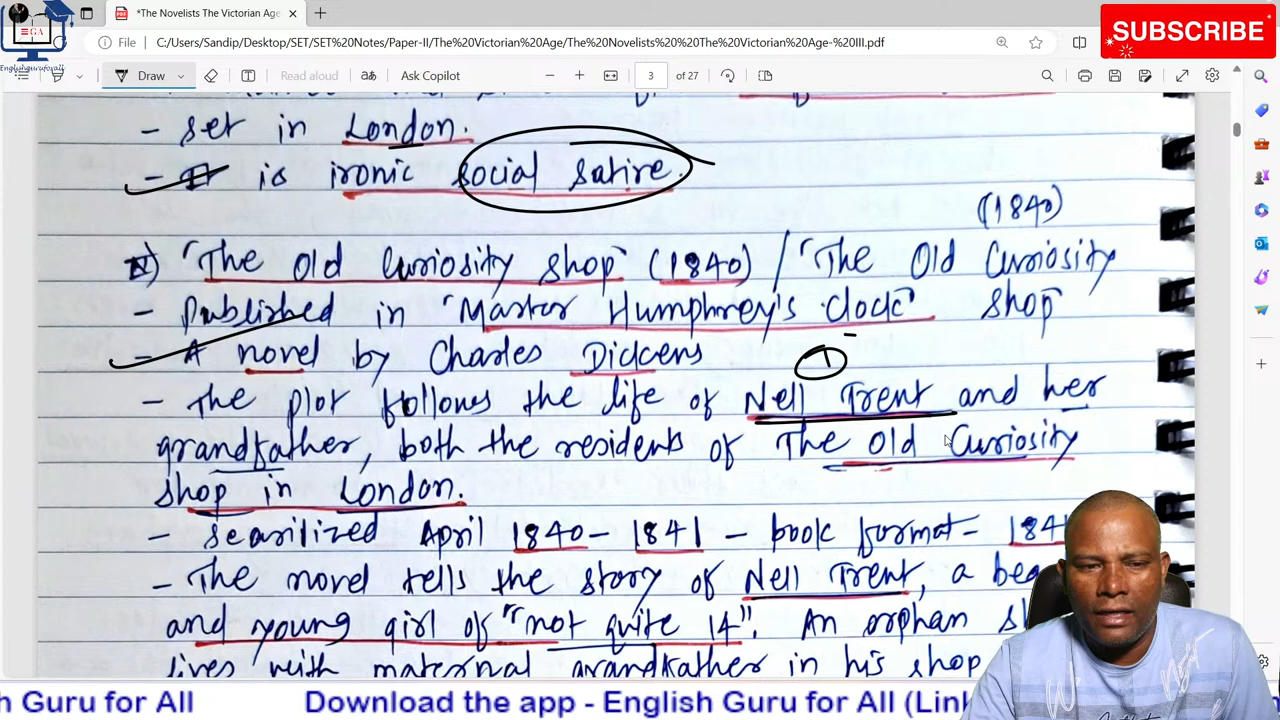 *The Novelists The Victorian Age
SUBSCRIBE
EGA
Englishguruforall
File C:/Users/Sandip/Desktop/SET/SET%20Notes/Paper-II/The%20Victorian%20Age/The%20Novelists%20%20The%20Victorian%20Age-%20III.pdf
Draw Read aloud Ask Copilot 3 of 27
- set in London.
- It is ironic social satire.
(1840)
"The Old Curiosity Shop" (1840) / "The Old Curiosity
- Published in "Master Humphrey's Clock" Shop"
- A novel by Charles Dickens
1
- The plot follows the life of Nell Trent and her
grandfather, both the residents of The Old Curiosity
shop in London.
- Searilized April 1840 - 1841 - book format - 1841
- The novel tells the story of Nell Trent, a bea
and young girl of "not quite 14". An orphan s
lives with maternal grandfather in his shop
sh Guru for All Download the app - English Guru for All (Link